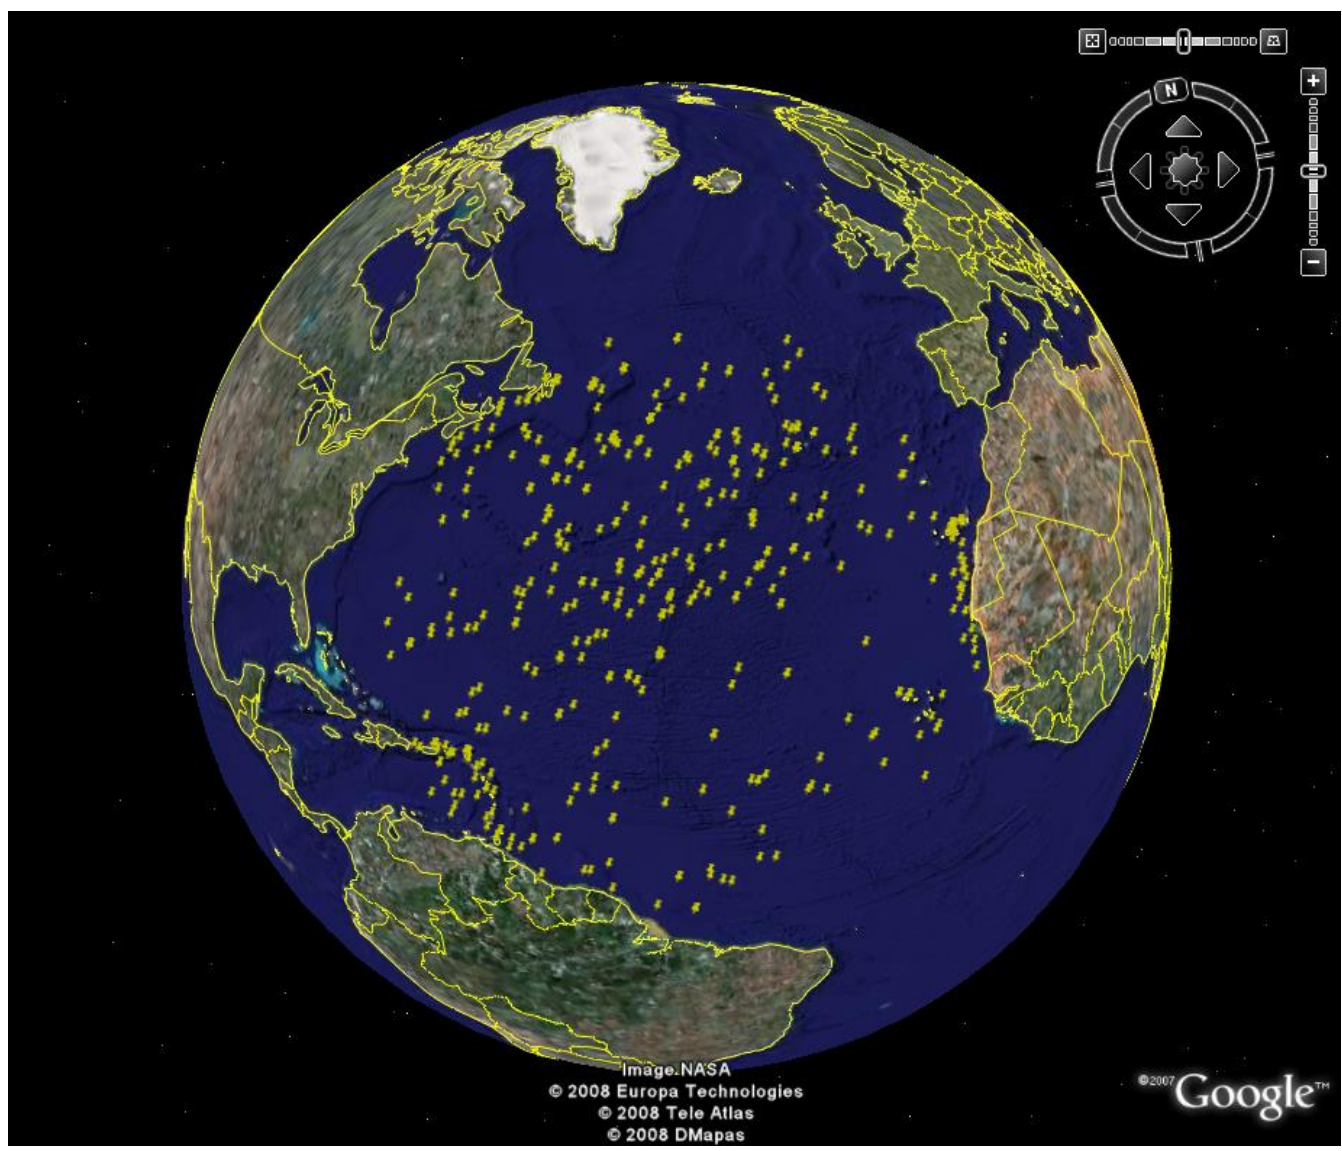 N
+
−
Image NASA
© 2008 Europa Technologies
© 2008 Tele Atlas
© 2008 DMapas
©2007 Google™